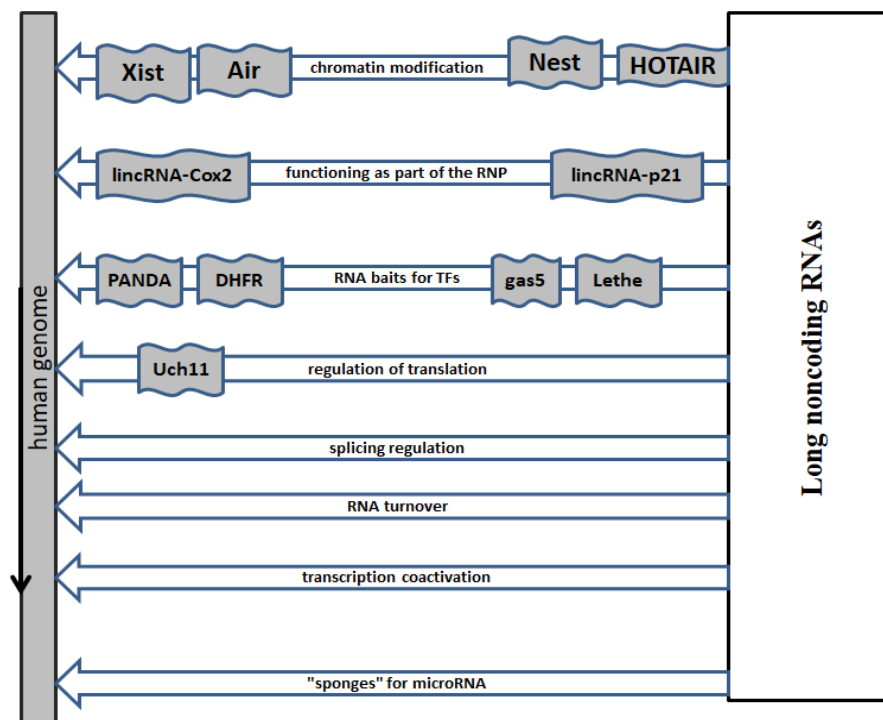 Xist
Air
chromatin modification
Nest
HOTAIR
lincRNA-Cox2
functioning as part of the RNP
lincRNA-p21
PANDA
DHFR
RNA baits for TFs
gas5
Lethe
Uch11
regulation of translation
splicing regulation
RNA turnover
transcription coactivation
"sponges" for microRNA
human genome
Long noncoding RNAs